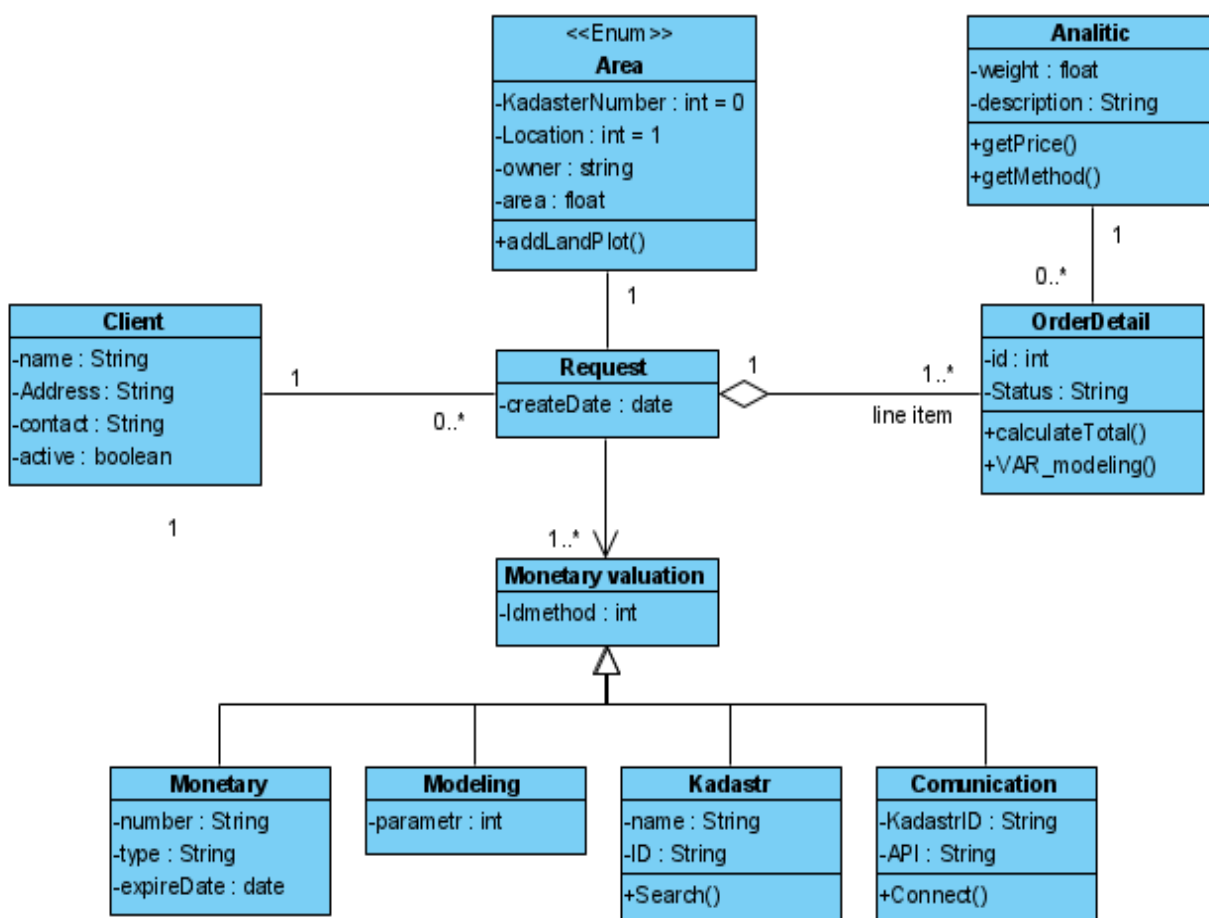 <<Enum>>
Area
-KadasterNumber : int = 0
-Location : int = 1
-owner : string
-area : float
+addLandPlot()
Analitic
-weight : float
-description : String
+getPrice()
+getMethod()
1
1
0..*
Client
-name : String
-Address : String
-contact : String
-active : boolean
1
0..*
Request
-createDate : date
1
1..*
line item
OrderDetail
-id : int
-Status : String
+calculateTotal()
+VAR_modeling()
1
1..*
Monetary valuation
-Idmethod : int
Monetary
-number : String
-type : String
-expireDate : date
Modeling
-parametr : int
Kadastr
-name : String
-ID : String
+Search()
Comunication
-KadastrID : String
-API : String
+Connect()